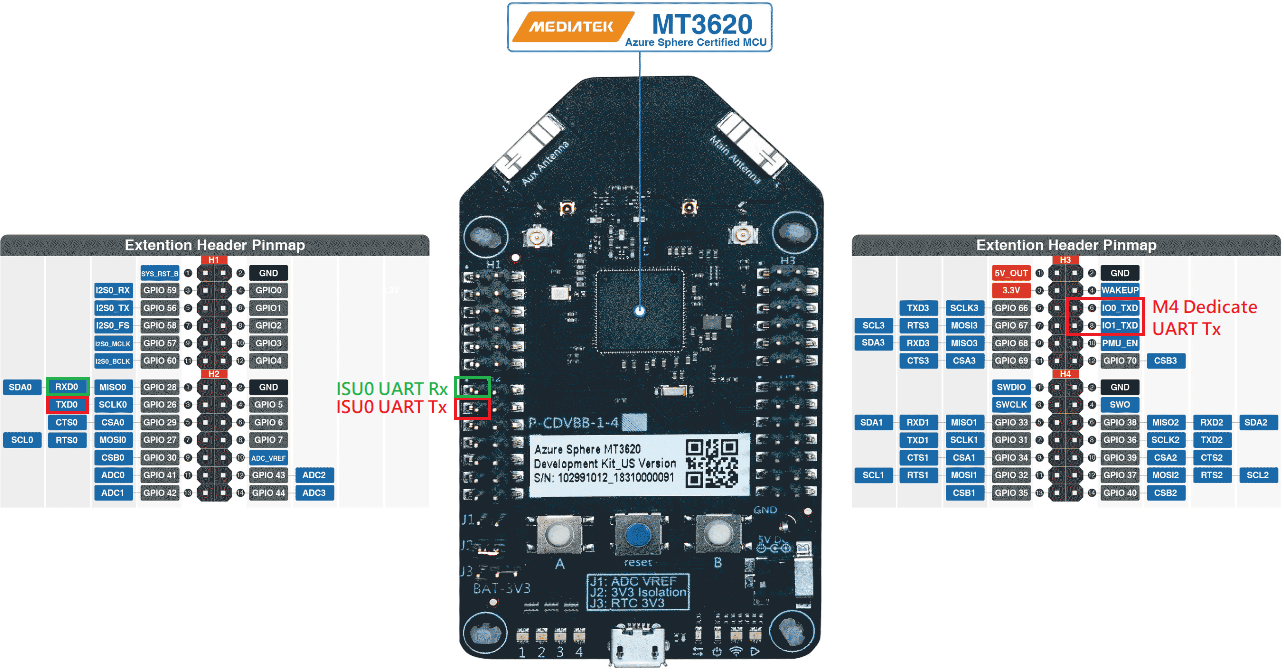 MEDIATEK MT3620
Azure Sphere Certified MCU
Aux Antenna
Main Antenna
Extention Header Pinmap
H1
SYS_RST_B 1 2 GND
I2S0_RX GPIO 59 3 4 GPIO0
I2S0_TX GPIO 56 5 6 GPIO1
I2S0_FS GPIO 58 7 8 GPIO2
I2S0_MCLK GPIO 57 9 10 GPIO3
I2S0_BCLK GPIO 60 11 12 GPIO4
H2
SDA0 RXD0 MISO0 GPIO 28 1 2 GND
TXD0 SCLK0 GPIO 26 3 4 GPIO 5
CTS0 CSA0 GPIO 29 5 6 GPIO 6
SCL0 RTS0 MOSI0 GPIO 27 7 8 GPIO 7
CSB0 GPIO 30 9 10 ADC_VREF
ADC0 GPIO 41 11 12 GPIO 43 ADC2
ADC1 GPIO 42 13 14 GPIO 44 ADC3
ISU0 UART Rx
ISU0 UART Tx
H1
H3
P-CDVBB-1-4
Azure Sphere MT3620
Development Kit_US Version
S/N: 102991012_18310000091
J1
J2
J3
BAT-3V3
GND
5V DC
A
reset
B
J1: ADC VREF
J2: 3V3 Isolation
J3: RTC 3V3
1 2 3 4
Extention Header Pinmap
H3
5V_OUT 1 2 GND
3.3V 3 4 WAKEUP
TXD3 SCLK3 GPIO 66 5 6 IO0_TXD
SCL3 RTS3 MOSI3 GPIO 67 7 8 IO1_TXD
SDA3 RXD3 MISO3 GPIO 68 9 10 PMU_EN
CTS3 CSA3 GPIO 69 11 12 GPIO 70 CSB3
M4 Dedicate
UART Tx
H4
SWDIO 1 2 GND
SWCLK 3 4 SWO
SDA1 RXD1 MISO1 GPIO 33 5 6 GPIO 38 MISO2 RXD2 SDA2
TXD1 SCLK1 GPIO 31 7 8 GPIO 36 SCLK2 TXD2
CTS1 CSA1 GPIO 34 9 10 GPIO 39 CSA2 CTS2
SCL1 RTS1 MOSI1 GPIO 32 11 12 GPIO 37 MOSI2 RTS2 SCL2
CSB1 GPIO 35 13 14 GPIO 40 CSB2